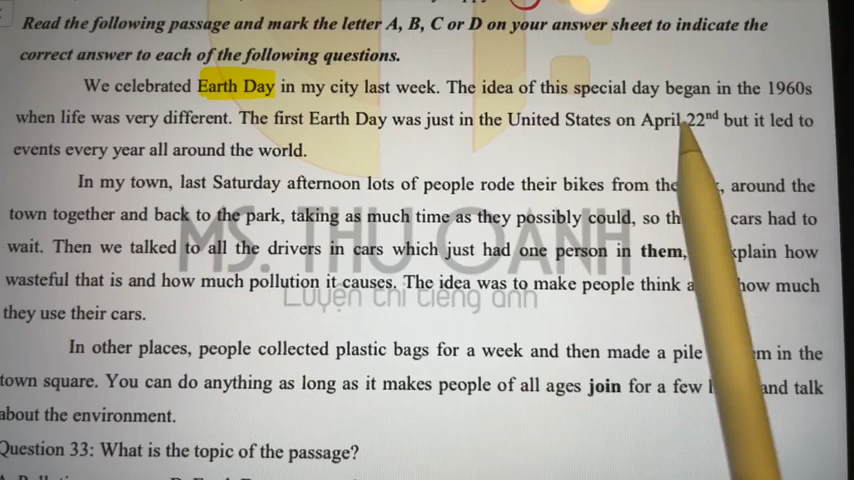 Read the following passage and mark the letter A, B, C or D on your answer sheet to indicate the
correct answer to each of the following questions.
We celebrated Earth Day in my city last week. The idea of this special day began in the 1960s
when life was very different. The first Earth Day was just in the United States on April 22nd but it led to
events every year all around the world.
In my town, last Saturday afternoon lots of people rode their bikes from the around the
town together and back to the park, taking as much time as they possibly could, so cars had to
wait. Then we talked to all the drivers in cars which just had one person in them, how
wasteful that is and how much pollution it causes. The idea was to make people think how much
they use their cars.
In other places, people collected plastic bags for a week and then made a pile in the
town square. You can do anything as long as it makes people of all ages join for a few and talk
about the environment.
Question 33: What is the topic of the passage?
MS. THU OANH
Luyện thi tiếng anh